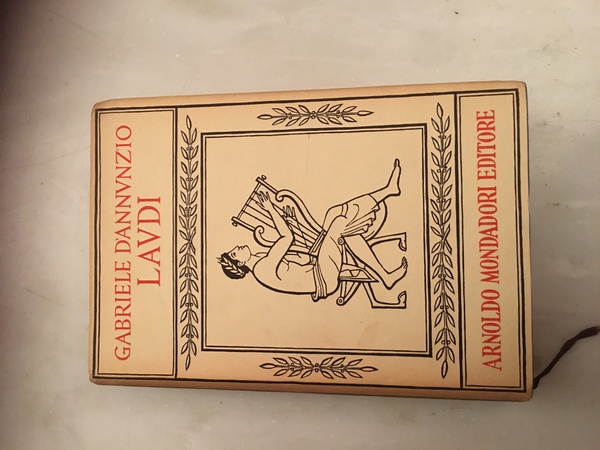 GABRIELE DANNVNZIO
LAVDI
ARNOLDO MONDADORI EDITORE